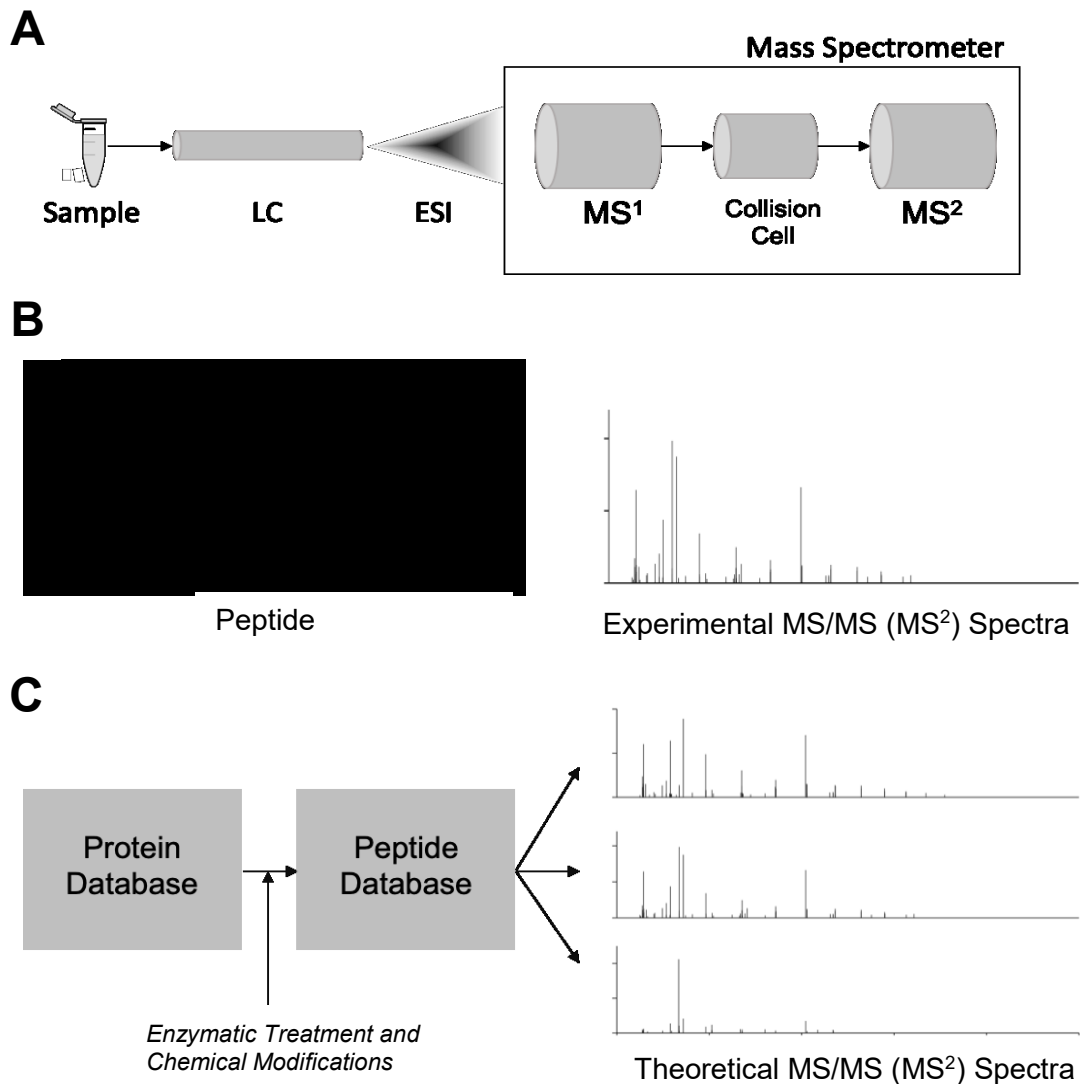 A
Mass Spectrometer
Sample
LC
ESI
MS¹
Collision
Cell
MS²
B
Peptide
Experimental MS/MS (MS²) Spectra
C
Protein
Database
Peptide
Database
Enzymatic Treatment and
Chemical Modifications
Theoretical MS/MS (MS²) Spectra